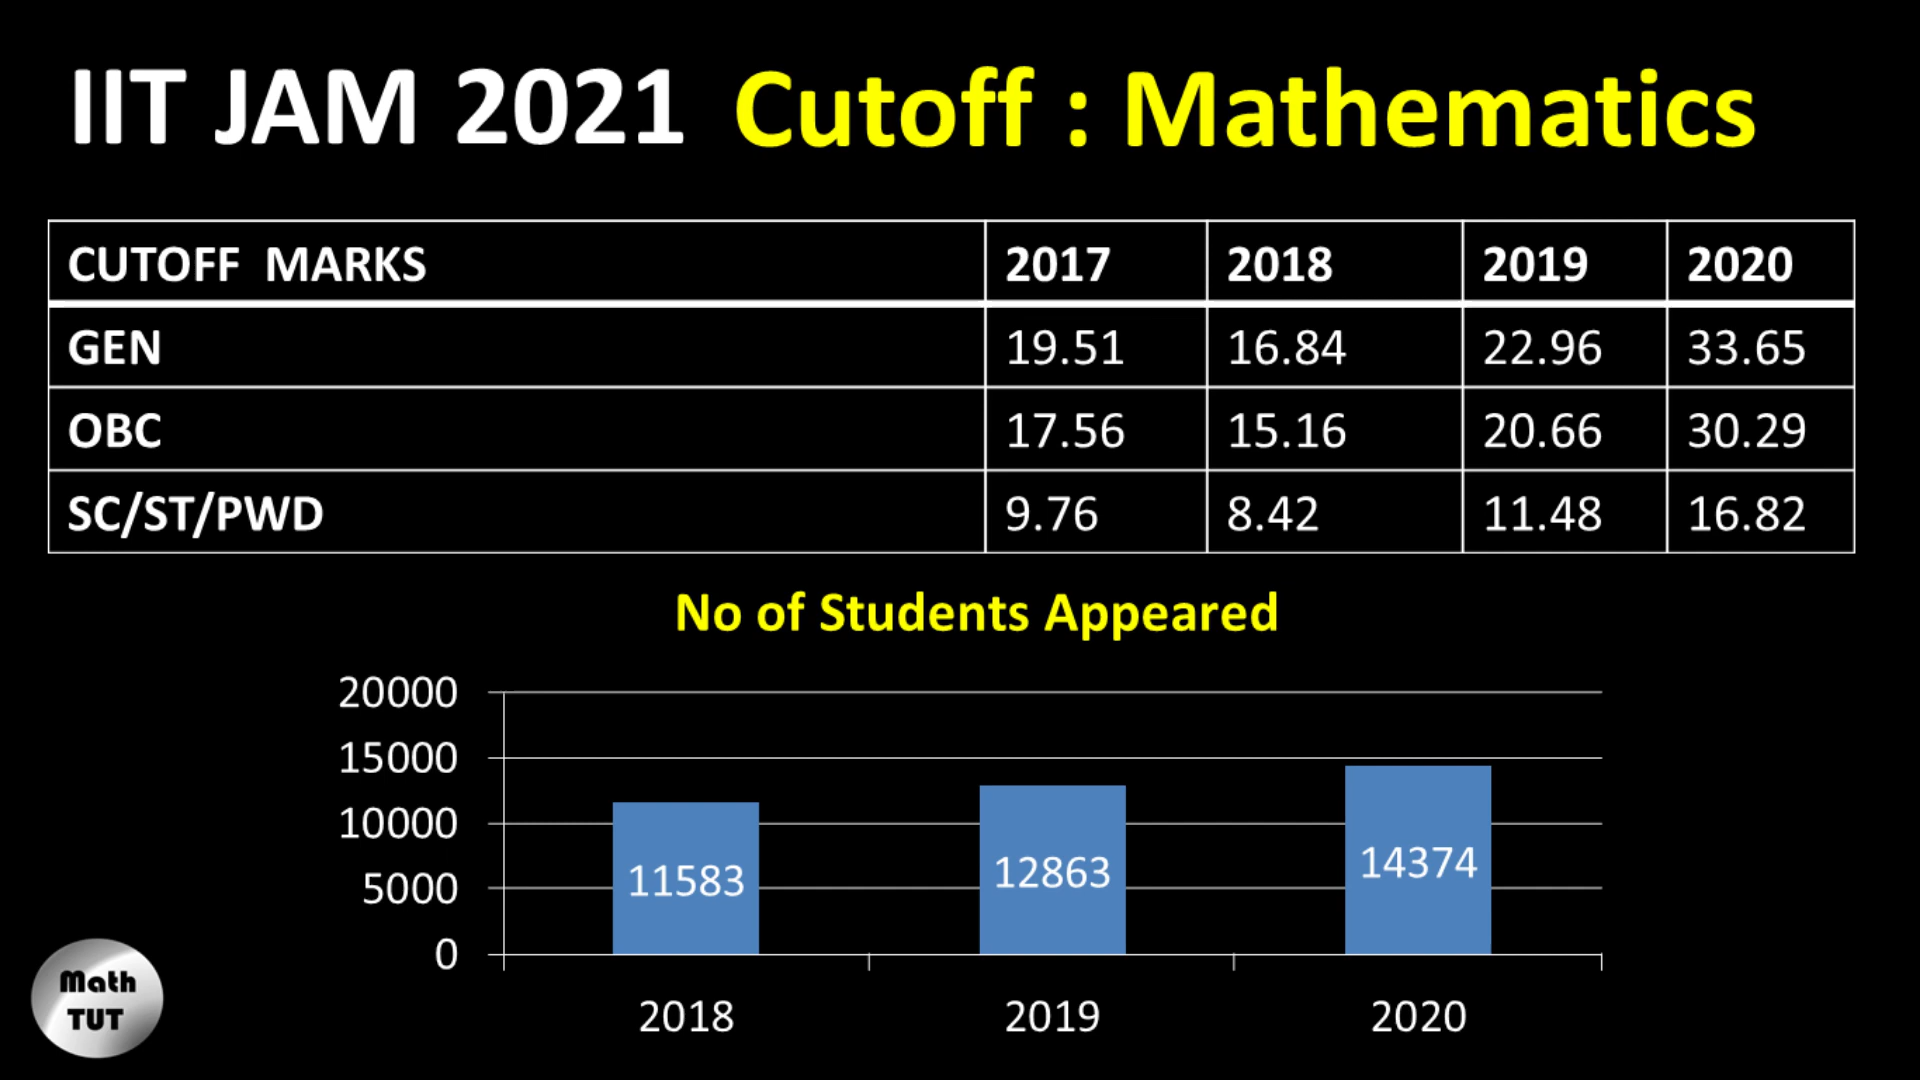 IIT JAM 2021 Cutoff : Mathematics
CUTOFF MARKS 2017 2018 2019 2020
GEN 19.51 16.84 22.96 33.65
OBC 17.56 15.16 20.66 30.29
SC/ST/PWD 9.76 8.42 11.48 16.82
No of Students Appeared
20000
15000
10000
5000
0
11583 12863 14374
2018 2019 2020
Math
TUT